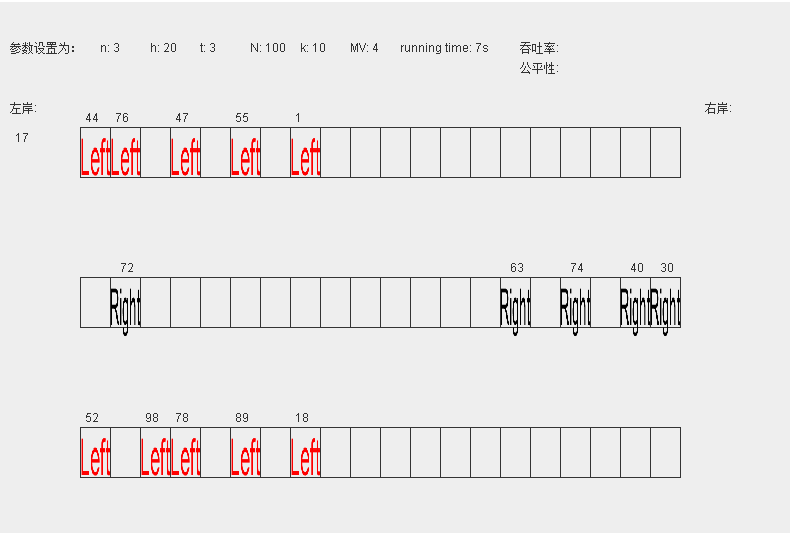 参数设置为: n: 3 h: 20 t: 3 N: 100 k: 10 MV: 4 running time: 7s 吞吐率:
公平性:
左岸: 右岸:
44 76 47 55 1
17
Left Left Left Left Left
72 63 74 40 30
Right Right Right Right Right
52 98 78 89 18
Left Left Left Left Left